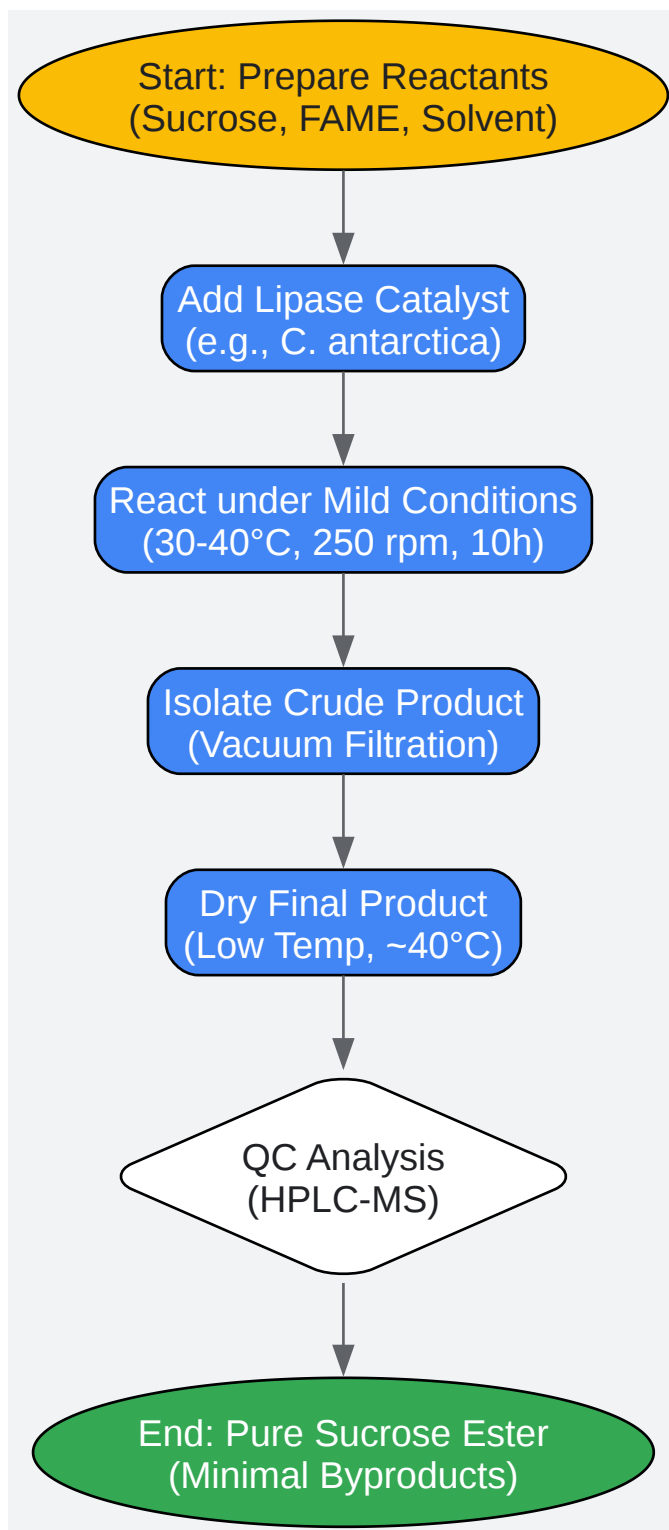 Start: Prepare Reactants
(Sucrose, FAME, Solvent)
Add Lipase Catalyst
(e.g., C. antarctica)
React under Mild Conditions
(30-40°C, 250 rpm, 10h)
Isolate Crude Product
(Vacuum Filtration)
Dry Final Product
(Low Temp, ~40°C)
QC Analysis
(HPLC-MS)
End: Pure Sucrose Ester
(Minimal Byproducts)